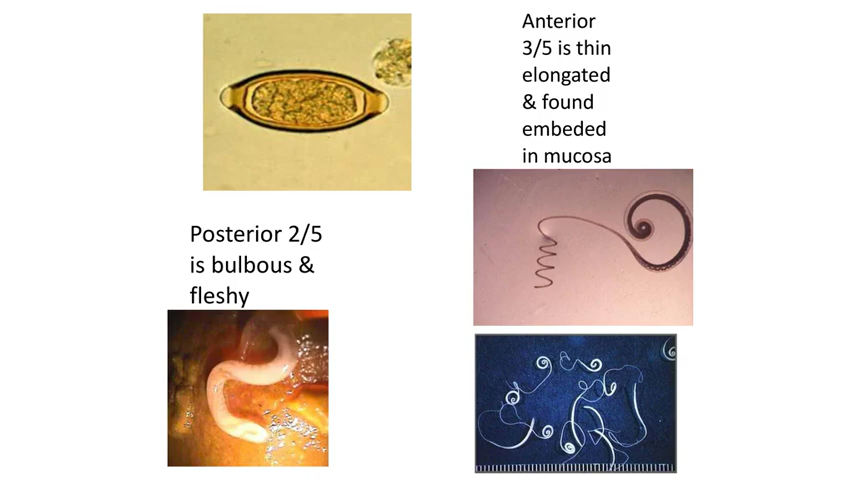 Anterior
3/5 is thin
elongated
& found
embeded
in mucosa
Posterior 2/5
is bulbous &
fleshy